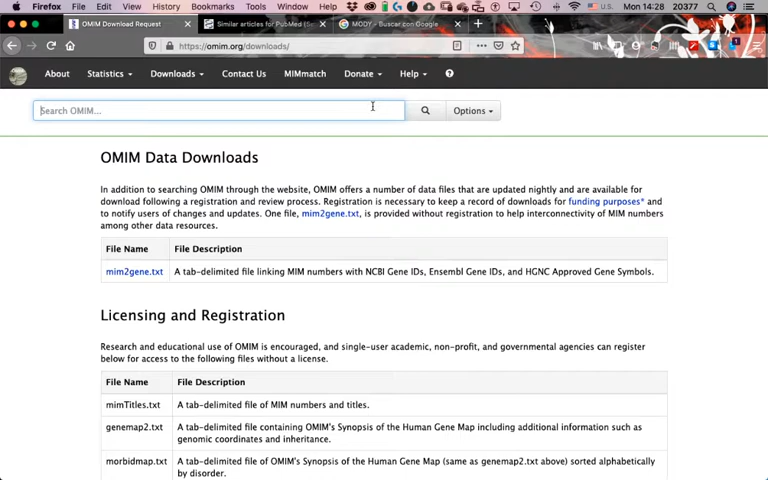 Firefox File Edit View History Bookmarks Tools Window Help Mon 14:28 20377
OMIM Download Request × Similar articles for PubMed (S × MODY - Buscar con Google ×
https://omim.org/downloads/
About Statistics Downloads Contact Us MIMmatch Donate Help
Search OMIM... Options
OMIM Data Downloads
In addition to searching OMIM through the website, OMIM offers a number of data files that are updated nightly and are available for
download following a registration and review process. Registration is necessary to keep a record of downloads for funding purposes* and
to notify users of changes and updates. One file, mim2gene.txt, is provided without registration to help interconnectivity of MIM numbers
among other data resources.
File Name File Description
mim2gene.txt A tab-delimited file linking MIM numbers with NCBI Gene IDs, Ensembl Gene IDs, and HGNC Approved Gene Symbols.
Licensing and Registration
Research and educational use of OMIM is encouraged, and single-user academic, non-profit, and governmental agencies can register
below for access to the following files without a license.
File Name File Description
mimTitles.txt A tab-delimited file of MIM numbers and titles.
genemap2.txt A tab-delimited file containing OMIM's Synopsis of the Human Gene Map including additional information such as
genomic coordinates and inheritance.
morbidmap.txt A tab-delimited file of OMIM's Synopsis of the Human Gene Map (same as genemap2.txt above) sorted alphabetically
by disorder.